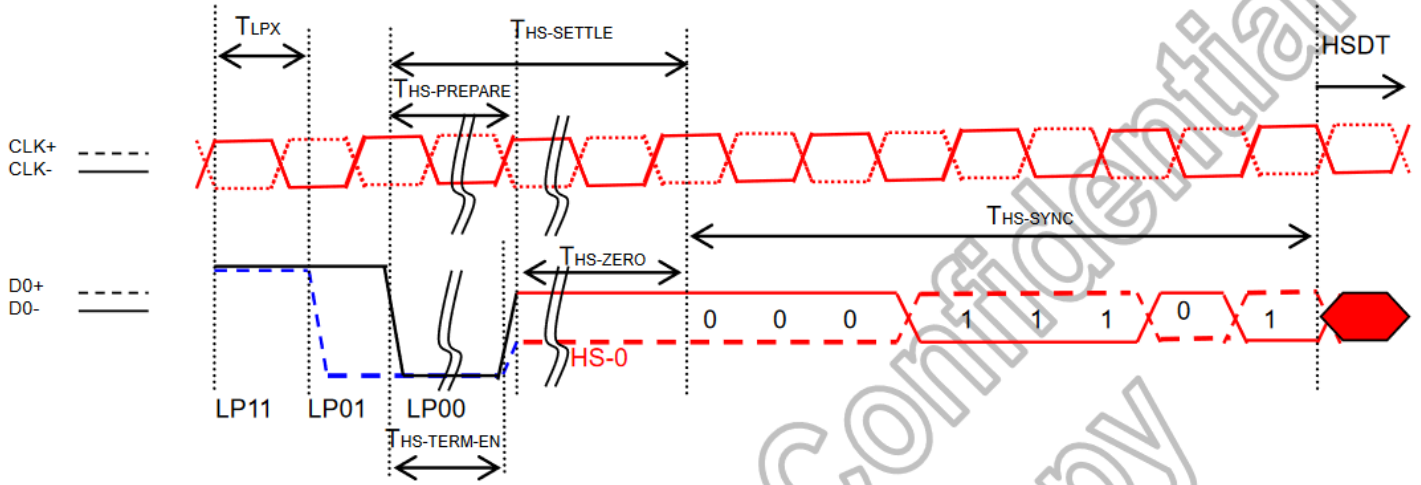 TLPX
THS-SETTLE
HSDT
THS-PREPARE
CLK+
CLK-
THS-SYNC
THS-ZERO
D0+
D0-
0 0 0 1 1 1 0 1
HS-0
LP11 LP01 LP00
THS-TERM-EN
Confidential